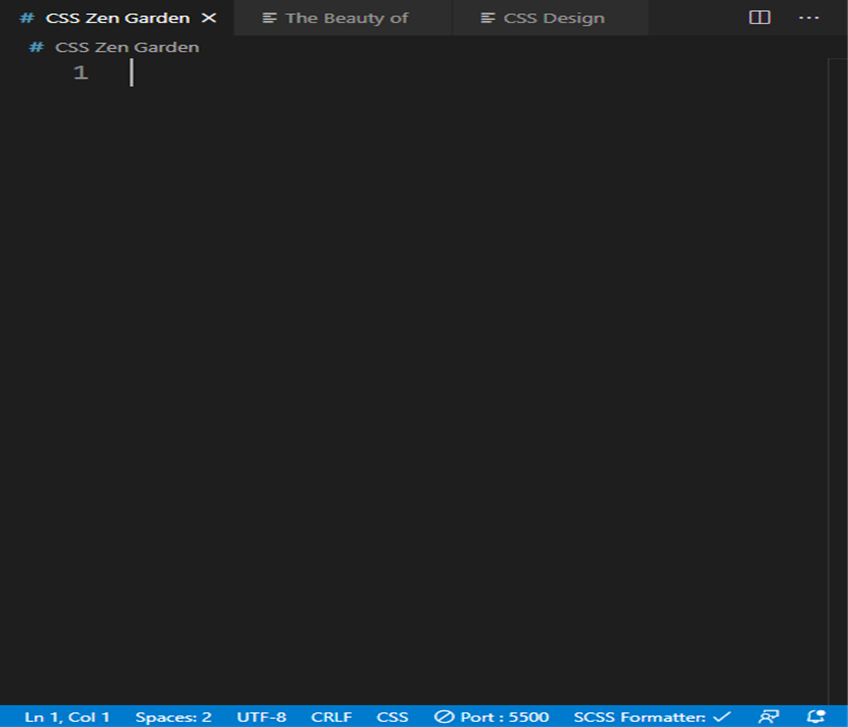 # CSS Zen Garden The Beauty of CSS Design
# CSS Zen Garden
1
Ln 1, Col 1 Spaces: 2 UTF-8 CRLF CSS Port : 5500 SCSS Formatter: